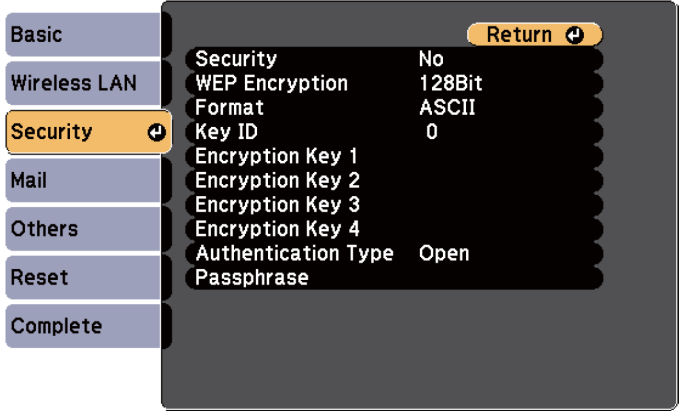 Basic
Wireless LAN
Security
Mail
Others
Reset
Complete
Return
Security No
WEP Encryption 128Bit
Format ASCII
Key ID 0
Encryption Key 1
Encryption Key 2
Encryption Key 3
Encryption Key 4
Authentication Type Open
Passphrase